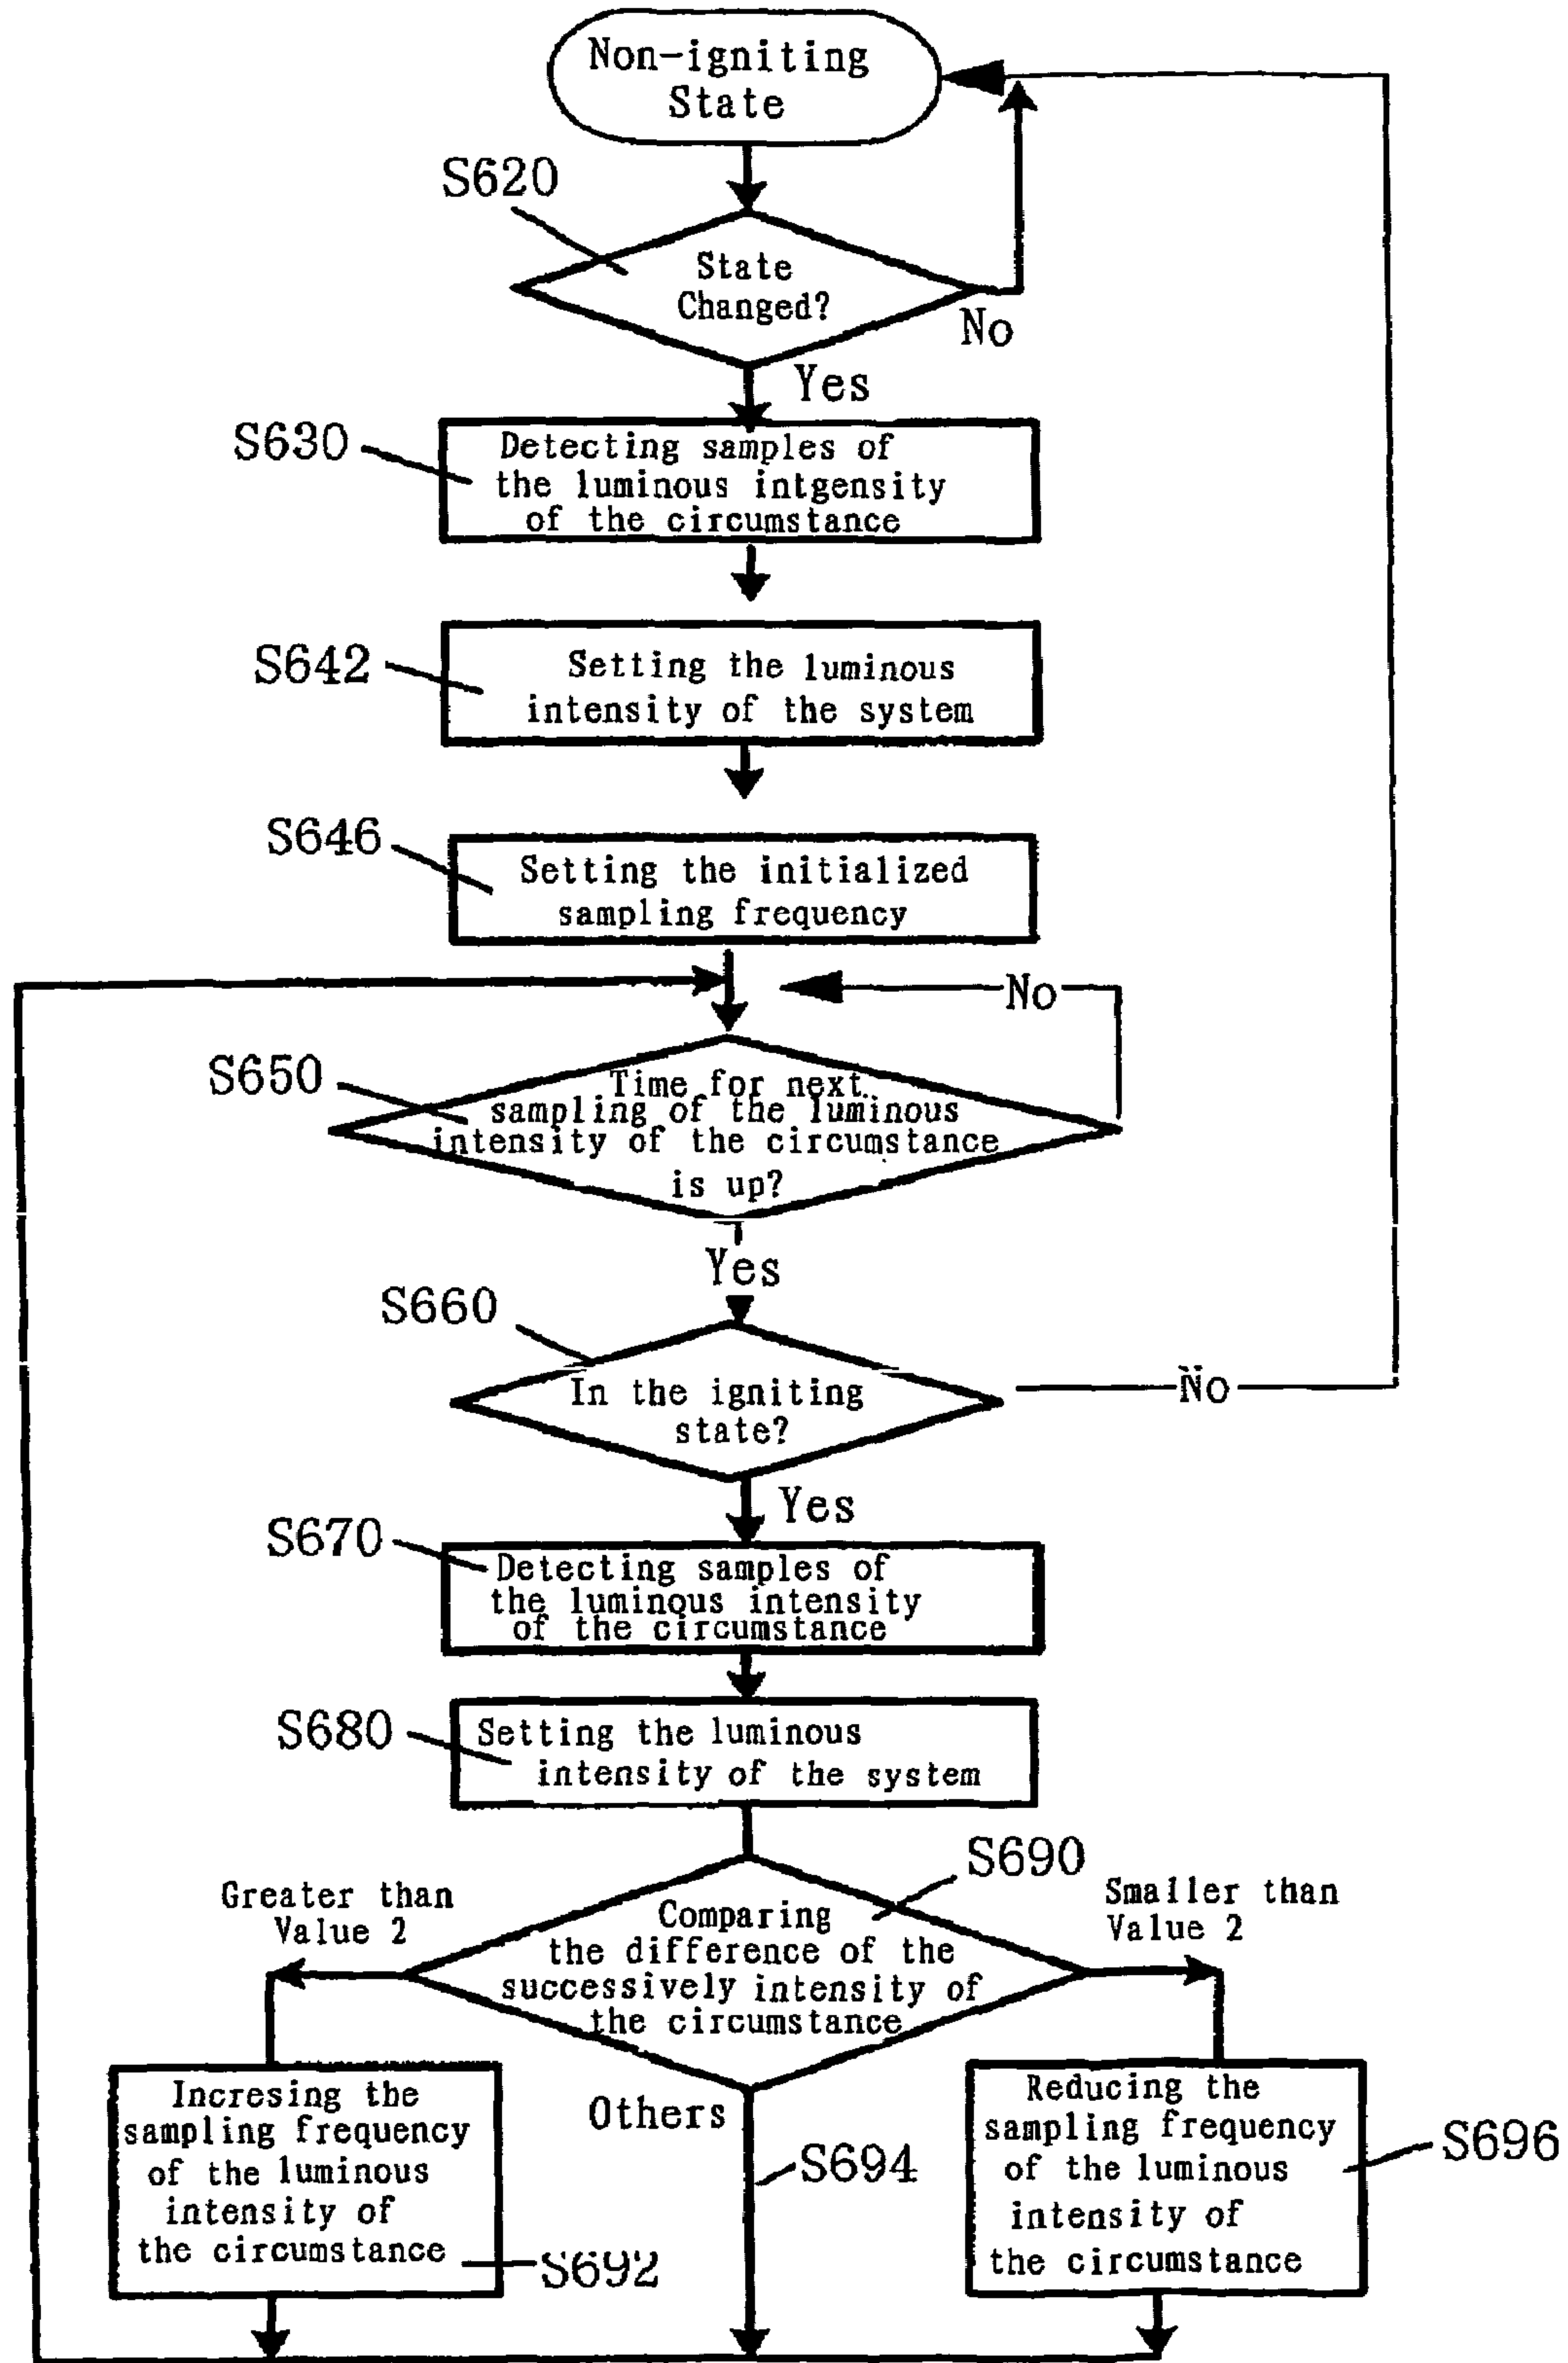 Non-igniting
State
S620
State
Changed?
No
Yes
S630
Detecting samples of
the luminous intgensity
of the circumstance
S642
Setting the luminous
intensity of the system
S646
Setting the initialized
sampling frequency
No
S650
Time for next
sampling of the luminous
intensity of the circumstance
is up?
Yes
S660
In the igniting
state?
No
Yes
S670
Detecting samples of
the luminous intensity
of the circumstance
S680
Setting the luminous
intensity of the system
S690
Greater than
Value 2
Smaller than
Value 2
Comparing
the difference of the
successively intensity of
the circumstance
Incresing the
sampling frequency
of the luminous
intensity of
the circumstance
S692
Others
S694
Reducing the
sampling frequency
of the luminous
intensity of
the circumstance
S696